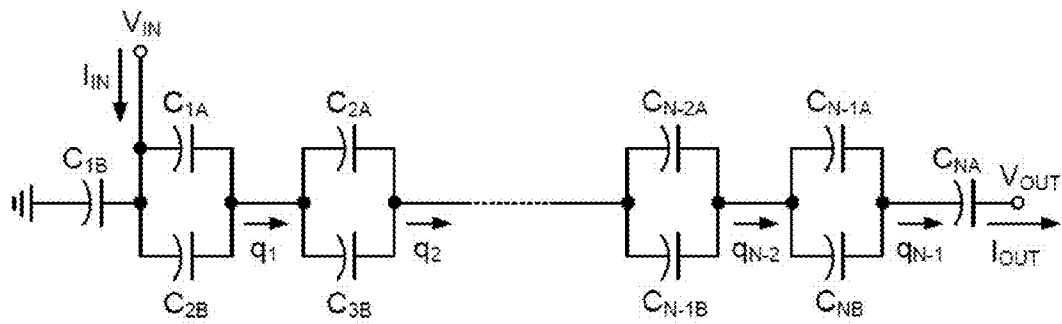 V_IN
I_IN
C_1A
C_2A
C_N-2A
C_N-1A
C_1B
C_NA
V_OUT
q_1
q_2
q_N-2
q_N-1
I_OUT
C_2B
C_3B
C_N-1B
C_NB